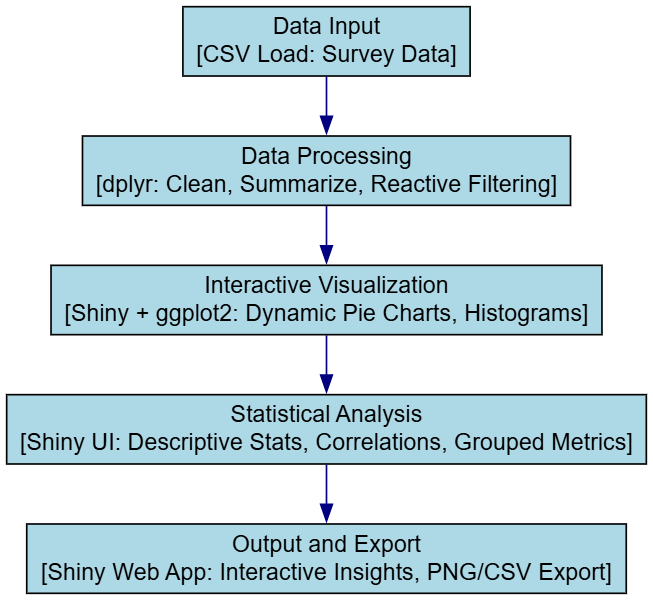 Data Input
[CSV Load: Survey Data]
Data Processing
[dplyr: Clean, Summarize, Reactive Filtering]
Interactive Visualization
[Shiny + ggplot2: Dynamic Pie Charts, Histograms]
Statistical Analysis
[Shiny UI: Descriptive Stats, Correlations, Grouped Metrics]
Output and Export
[Shiny Web App: Interactive Insights, PNG/CSV Export]